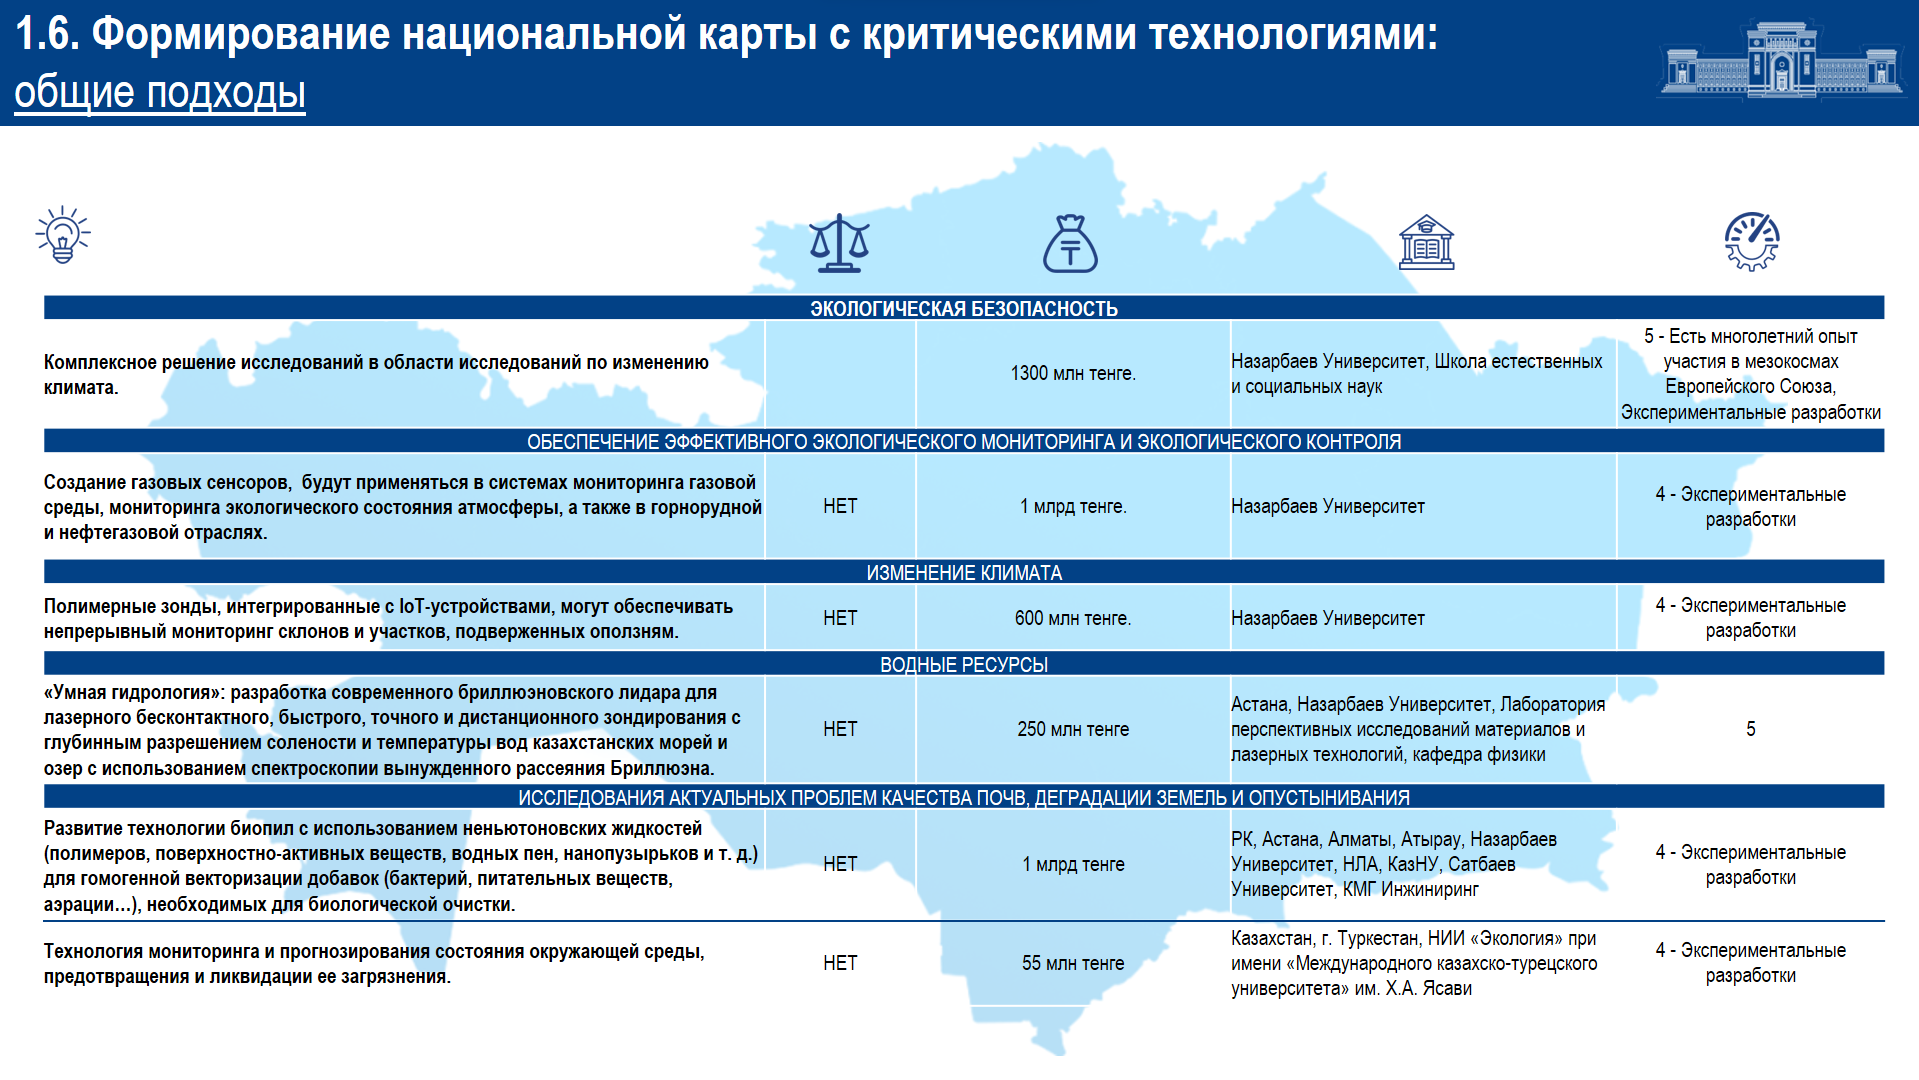 1.6. Формирование национальной карты с критическими технологиями:
общие подходы
ЭКОЛОГИЧЕСКАЯ БЕЗОПАСНОСТЬ
Комплексное решение исследований в области исследований по изменению
климата.
1300 млн тенге.
Назарбаев Университет, Школа естественных
и социальных наук
5 - Есть многолетний опыт
участия в мезокосмах
Европейского Союза,
Экспериментальные разработки
ОБЕСПЕЧЕНИЕ ЭФФЕКТИВНОГО ЭКОЛОГИЧЕСКОГО МОНИТОРИНГА И ЭКОЛОГИЧЕСКОГО КОНТРОЛЯ
Создание газовых сенсоров, будут применяться в системах мониторинга газовой
среды, мониторинга экологического состояния атмосферы, а также в горнорудной
и нефтегазовой отраслях.
НЕТ
1 млрд тенге.
Назарбаев Университет
4 - Экспериментальные
разработки
ИЗМЕНЕНИЕ КЛИМАТА
Полимерные зонды, интегрированные с IoT-устройствами, могут обеспечивать
непрерывный мониторинг склонов и участков, подверженных оползням.
НЕТ
600 млн тенге.
Назарбаев Университет
4 - Экспериментальные
разработки
ВОДНЫЕ РЕСУРСЫ
«Умная гидрология»: разработка современного бриллюэновского лидара для
лазерного бесконтактного, быстрого, точного и дистанционного зондирования с
глубинным разрешением солености и температуры вод казахстанских морей и
озер с использованием спектроскопии вынужденного рассеяния Бриллюэна.
НЕТ
250 млн тенге
Астана, Назарбаев Университет, Лаборатория
перспективных исследований материалов и
лазерных технологий, кафедра физики
5
ИССЛЕДОВАНИЯ АКТУАЛЬНЫХ ПРОБЛЕМ КАЧЕСТВА ПОЧВ, ДЕГРАДАЦИИ ЗЕМЕЛЬ И ОПУСТЫНИВАНИЯ
Развитие технологии биопил с использованием неньютоновских жидкостей
(полимеров, поверхностно-активных веществ, водных пен, нанопузырьков и т. д.)
для гомогенной векторизации добавок (бактерий, питательных веществ,
аэрации…), необходимых для биологической очистки.
НЕТ
1 млрд тенге
РК, Астана, Алматы, Атырау, Назарбаев
Университет, НЛА, КазНУ, Сатбаев
Университет, КМГ Инжиниринг
4 - Экспериментальные
разработки
Технология мониторинга и прогнозирования состояния окружающей среды,
предотвращения и ликвидации ее загрязнения.
НЕТ
55 млн тенге
Казахстан, г. Туркестан, НИИ «Экология» при
имени «Международного казахско-турецского
университета» им. Х.А. Ясави
4 - Экспериментальные
разработки